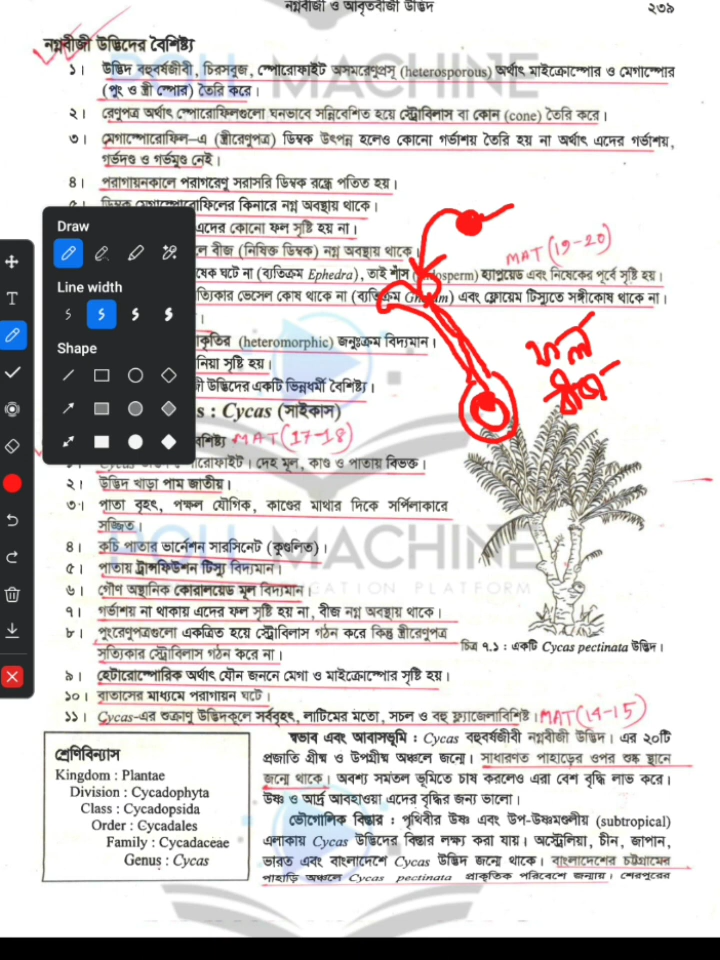 নগ্নবীজী ও আবৃতবীজী উদ্ভিদ ২৩৯
নগ্নবীজী উদ্ভিদের বৈশিষ্ট্য
১। উদ্ভিদ বহুবর্ষজীবী, চিরসবুজ, স্পোরোফাইট অসমরেণুপ্রসূ (heterosporous) অর্থাৎ মাইক্রোস্পোর ও মেগাস্পোর
(পুং ও স্ত্রী স্পোর) তৈরি করে।
২। রেণুপত্র অর্থাৎ স্পোরোফিলগুলো ঘনভাবে সন্নিবেশিত হয়ে স্ট্রোবিলাস বা কোন (cone) তৈরি করে।
৩। মেগাস্পোরোফিল-এ (স্ত্রীরেণুপত্র) ডিম্বক উৎপন্ন হলেও কোনো গর্ভাশয় তৈরি হয় না অর্থাৎ এদের গর্ভাশয়,
গর্ভদণ্ড ও গর্ভমুণ্ড নেই।
৪। পরাগায়নকালে পরাগরেণু সরাসরি ডিম্বক রন্ধ্রে পতিত হয়।
৫। ডিম্বক মেগাস্পোরোফিলের কিনারে নগ্ন অবস্থায় থাকে।
Draw
এদের কোনো ফল সৃষ্টি হয় না।
লে বীজ (নিষিক্ত ডিম্বক) নগ্ন অবস্থায় থাকে।
MAT (19-20)
ষেক ঘটে না (ব্যতিক্রম Ephedra), তাই শাঁস (endosperm) হ্যাপ্লয়েড এবং নিষেকের পূর্বে সৃষ্টি হয়।
Line width
ত্যিকার ভেসেল কোষ থাকে না (ব্যতিক্রম Gnetum) এবং ফ্লোয়েম টিস্যুতে সঙ্গীকোষ থাকে না।
।
Shape
কৃতির (heteromorphic) জনুঃক্রম বিদ্যমান।
ফল
নিয়া সৃষ্টি হয়।
বীজ
জী উদ্ভিদের একটি ভিন্নধর্মী বৈশিষ্ট্য।
s : Cycas (সাইকাস)
বশিষ্ট্য MAT (17-18)
রোফাইট। দেহ মূল, কাণ্ড ও পাতায় বিভক্ত।
২। উদ্ভিদ খাড়া পাম জাতীয়।
৩। পাতা বৃহৎ, পক্ষল যৌগিক, কাণ্ডের মাথার দিকে সর্পিলাকারে
সজ্জিত।
৪। কচি পাতার ভার্নেশন সারসিনেট (কুণ্ডলিত)।
৫। পাতায় ট্রান্সফিউশন টিস্যু বিদ্যমান।
৬। গৌণ অস্থানিক কোরালয়েড মূল বিদ্যমান।
৭। গর্ভাশয় না থাকায় এদের ফল সৃষ্টি হয় না, বীজ নগ্ন অবস্থায় থাকে।
৮। পুংরেণুপত্রগুলো একত্রিত হয়ে স্ট্রোবিলাস গঠন করে কিন্তু স্ত্রীরেণুপত্র
সত্যিকার স্ট্রোবিলাস গঠন করে না।
চিত্র ৭.১ : একটি Cycas pectinata উদ্ভিদ।
৯। হেটারোস্পোরিক অর্থাৎ যৌন জননে মেগা ও মাইক্রোস্পোর সৃষ্টি হয়।
১০। বাতাসের মাধ্যমে পরাগায়ন ঘটে।
১১। Cycas-এর শুক্রাণু উদ্ভিদকূলে সর্ববৃহৎ, লাটিমের মতো, সচল ও বহু ফ্ল্যাজেলাবিশিষ্ট। MAT (14-15)
শ্রেণিবিন্যাস
Kingdom : Plantae
Division : Cycadophyta
Class : Cycadopsida
Order : Cycadales
Family : Cycadaceae
Genus : Cycas
স্বভাব এবং আবাসভূমি : Cycas বহুবর্ষজীবী নগ্নবীজী উদ্ভিদ। এর ২০টি
প্রজাতি গ্রীষ্ম ও উপগ্রীষ্ম অঞ্চলে জন্মে। সাধারণত পাহাড়ের ওপর শুষ্ক স্থানে
জন্মে থাকে। অবশ্য সমতল ভূমিতে চাষ করলেও এরা বেশ বৃদ্ধি লাভ করে।
উষ্ণ ও আর্দ্র আবহাওয়া এদের বৃদ্ধির জন্য ভালো।
ভৌগোলিক বিস্তার : পৃথিবীর উষ্ণ এবং উপ-উষ্ণমণ্ডলীয় (subtropical)
এলাকায় Cycas উদ্ভিদের বিস্তার লক্ষ্য করা যায়। অস্ট্রেলিয়া, চীন, জাপান,
ভারত এবং বাংলাদেশে Cycas উদ্ভিদ জন্মে থাকে। বাংলাদেশের চট্টগ্রামের
পাহাড়ি অঞ্চলে Cycas pectinata প্রাকৃতিক পরিবেশে জন্মায়। শেরপুরের